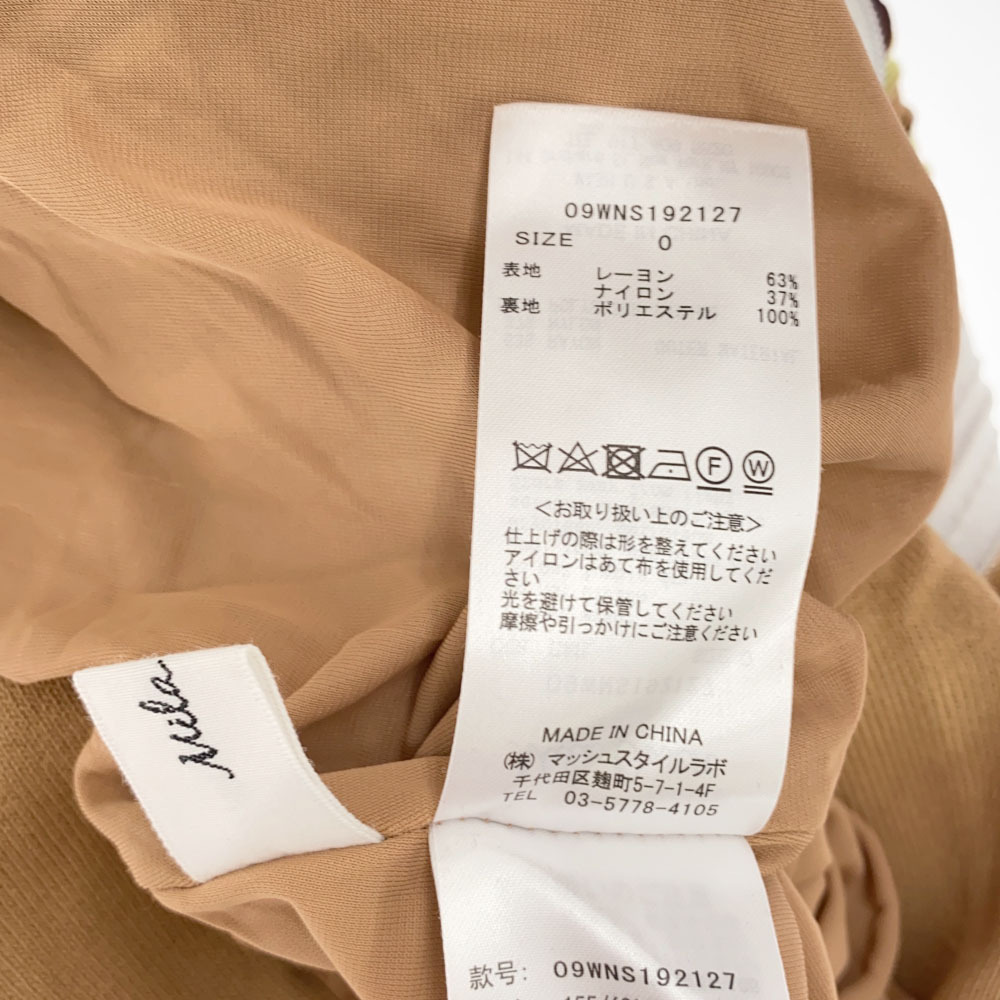 09WNS192127
SIZE 0
表地 レーヨン 63%
ナイロン 37%
裏地 ポリエステル 100%
F W
<お取り扱い上のご注意>
仕上げの際は形を整えてください
アイロンはあて布を使用してくだ
さい
光を避けて保管してください
摩擦や引っかけにご注意ください
MADE IN CHINA
(株) マッシュスタイルラボ
千代田区麹町5-7-1-4F
TEL 03-5778-4105
Mila
款号: 09WNS192127